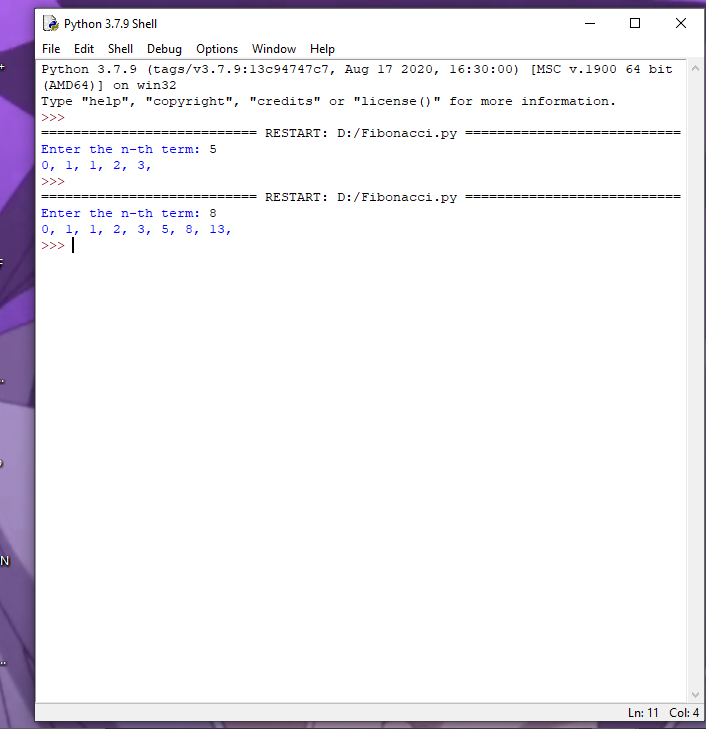 Python 3.7.9 Shell
File Edit Shell Debug Options Window Help
Python 3.7.9 (tags/v3.7.9:13c94747c7, Aug 17 2020, 16:30:00) [MSC v.1900 64 bit
(AMD64)] on win32
Type "help", "copyright", "credits" or "license()" for more information.
>>>
=========================== RESTART: D:/Fibonacci.py ===========================
Enter the n-th term: 5
0, 1, 1, 2, 3,
>>>
=========================== RESTART: D:/Fibonacci.py ===========================
Enter the n-th term: 8
0, 1, 1, 2, 3, 5, 8, 13,
>>>
N
Ln: 11 Col: 4